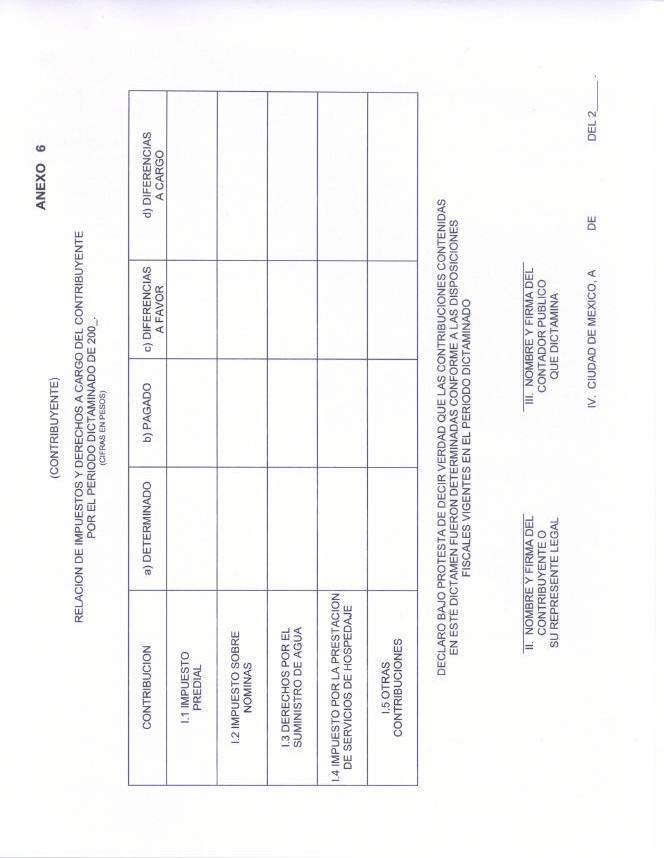 ANEXO 6
(CONTRIBUYENTE)
RELACION DE IMPUESTOS Y DERECHOS A CARGO DEL CONTRIBUYENTE
POR EL PERIODO DICTAMINADO DE 200_.
(CIFRAS EN PESOS)
CONTRIBUCION
a) DETERMINADO
b) PAGADO
c) DIFERENCIAS
A FAVOR
d) DIFERENCIAS
A CARGO
I.1 IMPUESTO
PREDIAL
I.2 IMPUESTO SOBRE
NOMINAS
I.3 DERECHOS POR EL
SUMINISTRO DE AGUA
I.4 IMPUESTO POR LA PRESTACION
DE SERVICIOS DE HOSPEDAJE
I.5 OTRAS
CONTRIBUCIONES
DECLARO BAJO PROTESTA DE DECIR VERDAD QUE LAS CONTRIBUCIONES CONTENIDAS
EN ESTE DICTAMEN FUERON DETERMINADAS CONFORME A LAS DISPOSICIONES
FISCALES VIGENTES EN EL PERIODO DICTAMINADO
II. NOMBRE Y FIRMA DEL
CONTRIBUYENTE O
SU REPRESENTE LEGAL
III. NOMBRE Y FIRMA DEL
CONTADOR PUBLICO
QUE DICTAMINA
IV. CIUDAD DE MEXICO, A DE DEL 2_____.